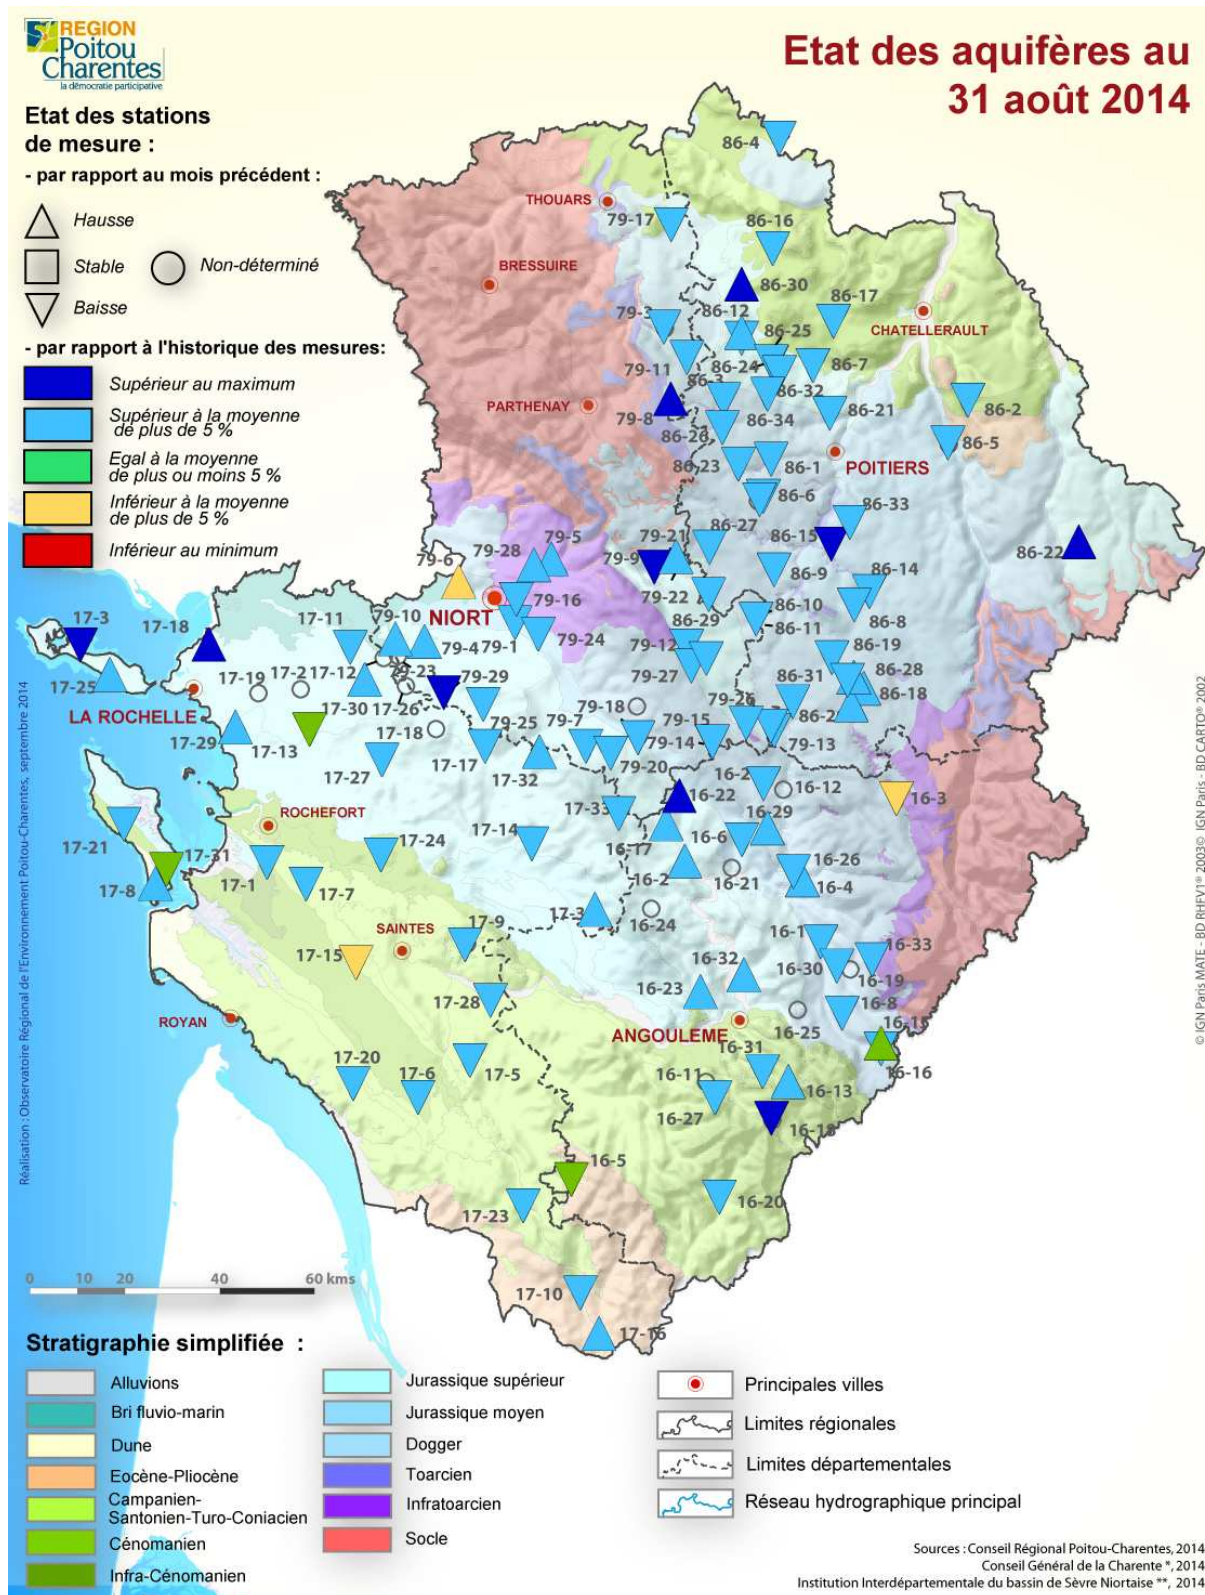 REGION
Poitou
Charentes
la démocratie participative
Etat des aquifères au
31 août 2014
Etat des stations
de mesure :
- par rapport au mois précédent :
Hausse
Stable
Non-déterminé
Baisse
- par rapport à l'historique des mesures:
Supérieur au maximum
Supérieur à la moyenne
de plus de 5 %
Egal à la moyenne
de plus ou moins 5 %
Inférieur à la moyenne
de plus de 5 %
Inférieur au minimum
86-4
THOUARS
79-17
86-16
BRESSUIRE
86-30
86-17
79-3
86-12
86-25
CHATELLERAULT
79-11
86-24
86-7
86-3
86-32
PARTHENAY
79-8
86-34
86-21
86-2
86-5
86-23
86-1
POITIERS
86-6
86-33
86-27
86-15
86-22
79-5
79-28
79-21
79-9
79-6
86-9
86-14
79-16
79-22
86-10
86-8
NIORT
86-29
86-11
17-3
17-18
17-11
79-10
79-4
79-1
79-24
79-12
86-19
86-28
17-25
17-19
17-2
17-12
79-23
79-29
79-27
86-31
86-18
LA ROCHELLE
17-30
17-26
79-18
79-26
86-2
17-29
17-13
17-18
79-25
79-7
79-15
79-14
79-13
17-27
17-17
17-32
79-20
16-2
16-12
16-3
16-22
ROCHEFORT
17-33
16-29
17-21
17-31
17-24
17-14
16-17
16-6
16-26
17-8
17-1
17-7
16-2
16-21
16-4
17-3
16-24
SAINTES
17-9
16-1
16-33
17-15
16-32
16-30
16-19
17-28
16-23
16-8
ROYAN
ANGOULEME
16-25
16-31
16-16
17-20
17-6
17-5
16-11
16-13
16-27
16-18
16-5
16-20
17-23
17-10
17-16
0 10 20 40 60 kms
Réalisation : Observatoire Régional de l'Environnement Poitou-Charentes, septembre 2014
© IGN Paris MATE - BD RHFV1® 2003© IGN Paris - BD CARTO® 2002
Stratigraphie simplifiée :
Alluvions
Bri fluvio-marin
Dune
Eocène-Pliocène
Campanien-
Santonien-Turo-Coniacien
Cénomanien
Infra-Cénomanien
Jurassique supérieur
Jurassique moyen
Dogger
Toarcien
Infratoarcien
Socle
Principales villes
Limites régionales
Limites départementales
Réseau hydrographique principal
Sources : Conseil Régional Poitou-Charentes, 2014
Conseil Général de la Charente *, 2014
Institution Interdépartementale du bassin de Sèvre Niortaise **, 2014